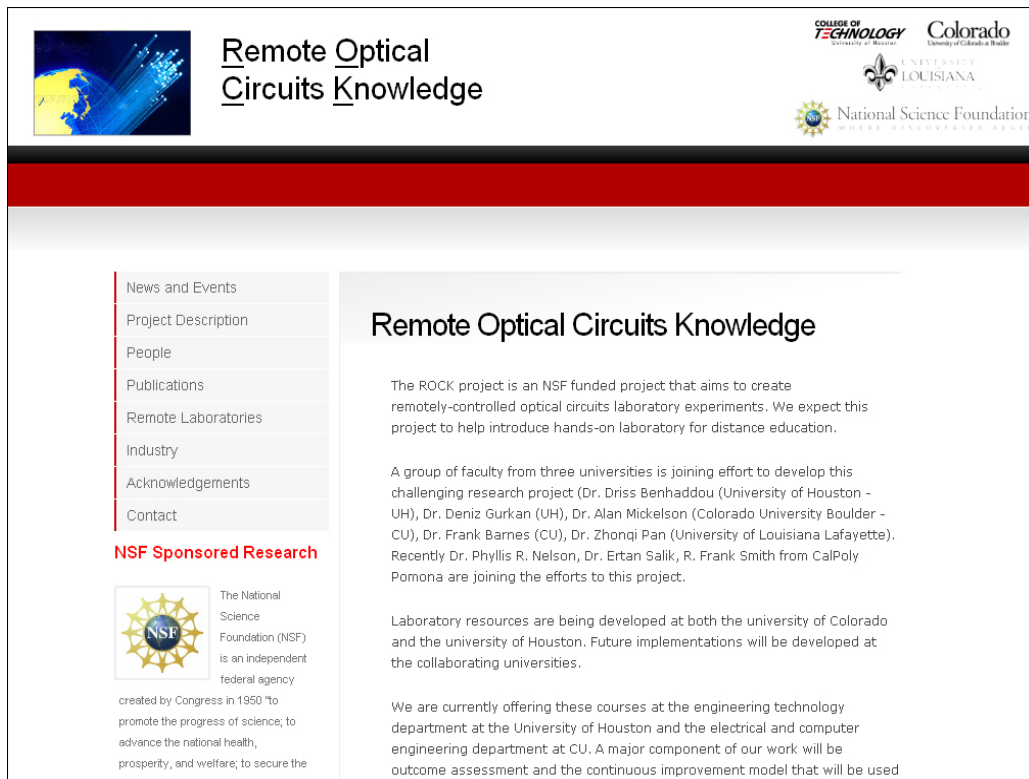 Remote Optical
Circuits Knowledge
COLLEGE OF
TECHNOLOGY
University of Houston
Colorado
University of Colorado at Boulder
UNIVERSITY
LOUISIANA
NSF
National Science Foundation
WHERE DISCOVERIES BEGIN
News and Events
Project Description
People
Publications
Remote Laboratories
Industry
Acknowledgements
Contact
NSF Sponsored Research
NSF
The National
Science
Foundation (NSF)
is an independent
federal agency
created by Congress in 1950 "to
promote the progress of science; to
advance the national health,
prosperity, and welfare; to secure the
Remote Optical Circuits Knowledge
The ROCK project is an NSF funded project that aims to create
remotely-controlled optical circuits laboratory experiments. We expect this
project to help introduce hands-on laboratory for distance education.
A group of faculty from three universities is joining effort to develop this
challenging research project (Dr. Driss Benhaddou (University of Houston -
UH), Dr. Deniz Gurkan (UH), Dr. Alan Mickelson (Colorado University Boulder -
CU), Dr. Frank Barnes (CU), Dr. Zhonqi Pan (University of Louisiana Lafayette).
Recently Dr. Phyllis R. Nelson, Dr. Ertan Salik, R. Frank Smith from CalPoly
Pomona are joining the efforts to this project.
Laboratory resources are being developed at both the university of Colorado
and the university of Houston. Future implementations will be developed at
the collaborating universities.
We are currently offering these courses at the engineering technology
department at the University of Houston and the electrical and computer
engineering department at CU. A major component of our work will be
outcome assessment and the continuous improvement model that will be used